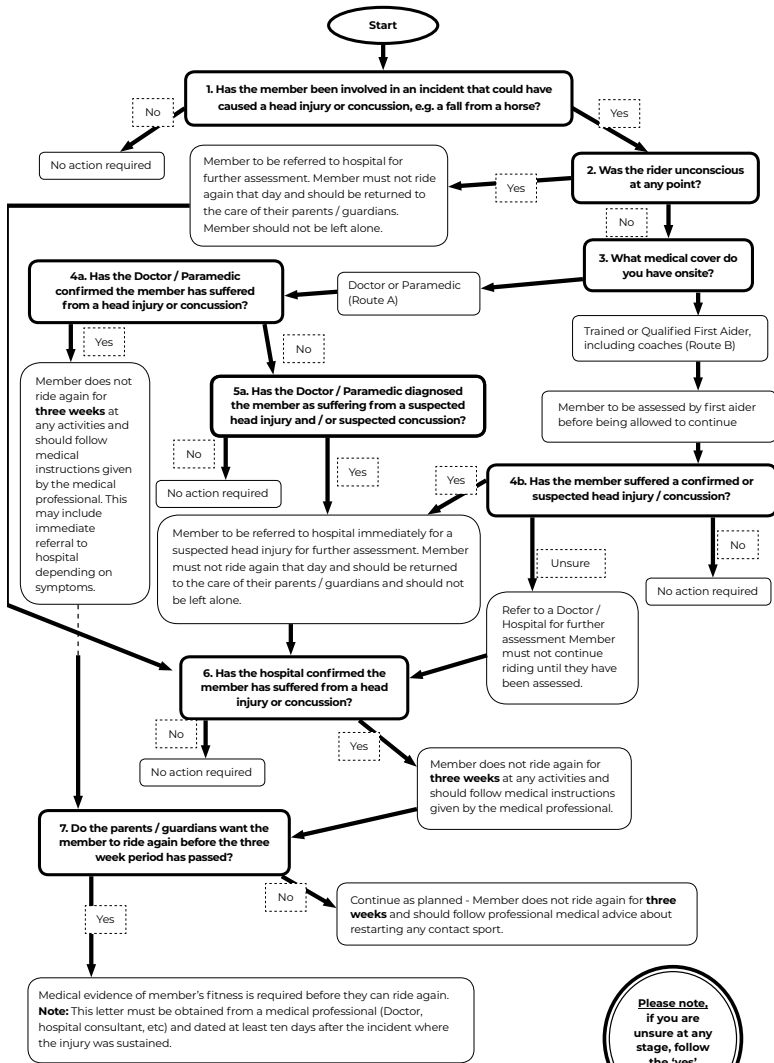 Start
1. Has the member been involved in an incident that could have
caused a head injury or concussion, e.g. a fall from a horse?
No
Yes
No action required
Member to be referred to hospital for
further assessment. Member must not ride
again that day and should be returned to
the care of their parents / guardians.
Member should not be left alone.
Yes
2. Was the rider unconscious
at any point?
No
3. What medical cover do
you have onsite?
4a. Has the Doctor / Paramedic
confirmed the member has suffered
from a head injury or concussion?
Doctor or Paramedic
(Route A)
Trained or Qualified First Aider,
including coaches (Route B)
Yes
No
Member does not
ride again for
three weeks at
any activities and
should follow
medical
instructions given
by the medical
professional. This
may include
immediate
referral to
hospital
depending on
symptoms.
5a. Has the Doctor / Paramedic diagnosed
the member as suffering from a suspected
head injury and / or suspected concussion?
Member to be assessed by first aider
before being allowed to continue
No
Yes
Yes
No action required
4b. Has the member suffered a confirmed or
suspected head injury / concussion?
Member to be referred to hospital immediately for a
suspected head injury for further assessment. Member
must not ride again that day and should be returned
to the care of their parents / guardians and should not
be left alone.
Unsure
No
No action required
Refer to a Doctor /
Hospital for further
assessment Member
must not continue
riding until they have
been assessed.
6. Has the hospital confirmed the
member has suffered from a head
injury or concussion?
No
Yes
No action required
Member does not ride again for
three weeks at any activities and
should follow medical instructions
given by the medical professional.
7. Do the parents / guardians want the
member to ride again before the three
week period has passed?
No
Yes
Continue as planned - Member does not ride again for three
weeks and should follow professional medical advice about
restarting any contact sport.
Medical evidence of member's fitness is required before they can ride again.
Note: This letter must be obtained from a medical professional (Doctor,
hospital consultant, etc) and dated at least ten days after the incident where
the injury was sustained.
Please note,
if you are
unsure at any
stage, follow
the 'yes'